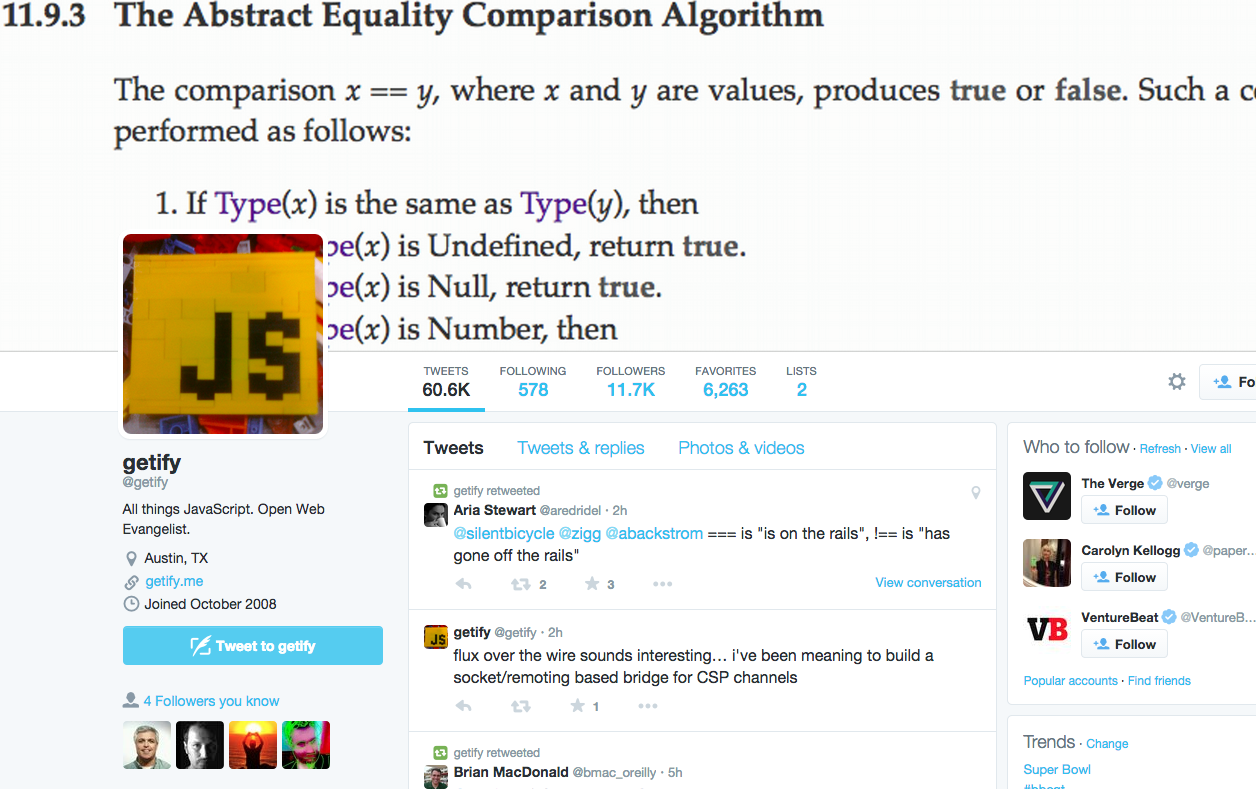 11.9.3 The Abstract Equality Comparison Algorithm
The comparison x == y, where x and y are values, produces true or false. Such a
performed as follows:
1. If Type(x) is the same as Type(y), then
pe(x) is Undefined, return true.
pe(x) is Null, return true.
pe(x) is Number, then
JS
TWEETS
60.6K
FOLLOWING
578
FOLLOWERS
11.7K
FAVORITES
6,263
LISTS
2
Fo
getify
@getify
All things JavaScript. Open Web
Evangelist.
Austin, TX
getify.me
Joined October 2008
Tweet to getify
4 Followers you know
Tweets Tweets & replies Photos & videos
getify retweeted
Aria Stewart @aredridel · 2h
@silentbicycle @zigg @abackstrom === is "is on the rails", !== is "has
gone off the rails"
2 3
View conversation
JS
getify @getify · 2h
flux over the wire sounds interesting... i've been meaning to build a
socket/remoting based bridge for CSP channels
1
getify retweeted
Brian MacDonald @bmac_oreilly · 5h
Who to follow · Refresh · View all
The Verge @verge
Follow
Carolyn Kellogg @paper...
Follow
VB
VentureBeat @VentureB...
Follow
Popular accounts · Find friends
Trends · Change
Super Bowl